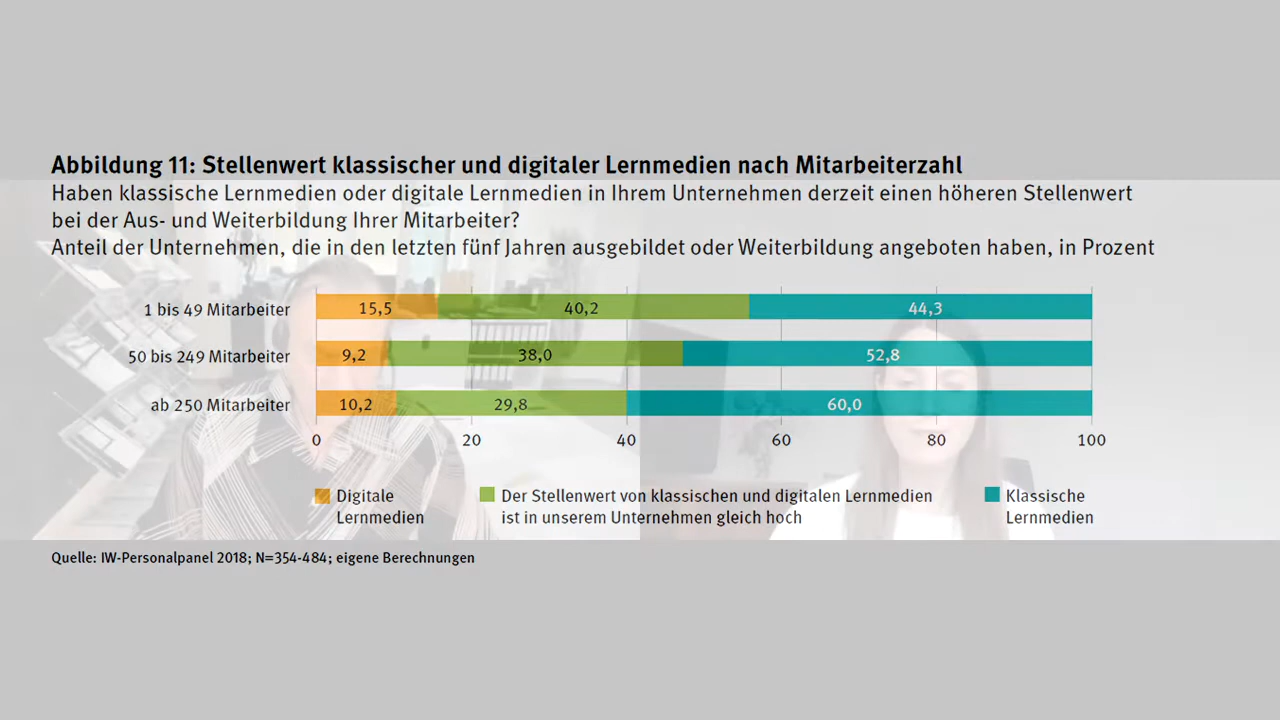 Abbildung 11: Stellenwert klassischer und digitaler Lernmedien nach Mitarbeiterzahl
Haben klassische Lernmedien oder digitale Lernmedien in Ihrem Unternehmen derzeit einen höheren Stellenwert
bei der Aus- und Weiterbildung Ihrer Mitarbeiter?
Anteil der Unternehmen, die in den letzten fünf Jahren ausgebildet oder Weiterbildung angeboten haben, in Prozent
1 bis 49 Mitarbeiter 15,5 40,2 44,3
50 bis 249 Mitarbeiter 9,2 38,0 52,8
ab 250 Mitarbeiter 10,2 29,8 60,0
0 20 40 60 80 100
Digitale Der Stellenwert von klassischen und digitalen Lernmedien Klassische
Lernmedien ist in unserem Unternehmen gleich hoch Lernmedien
Quelle: IW-Personalpanel 2018; N=354-484; eigene Berechnungen